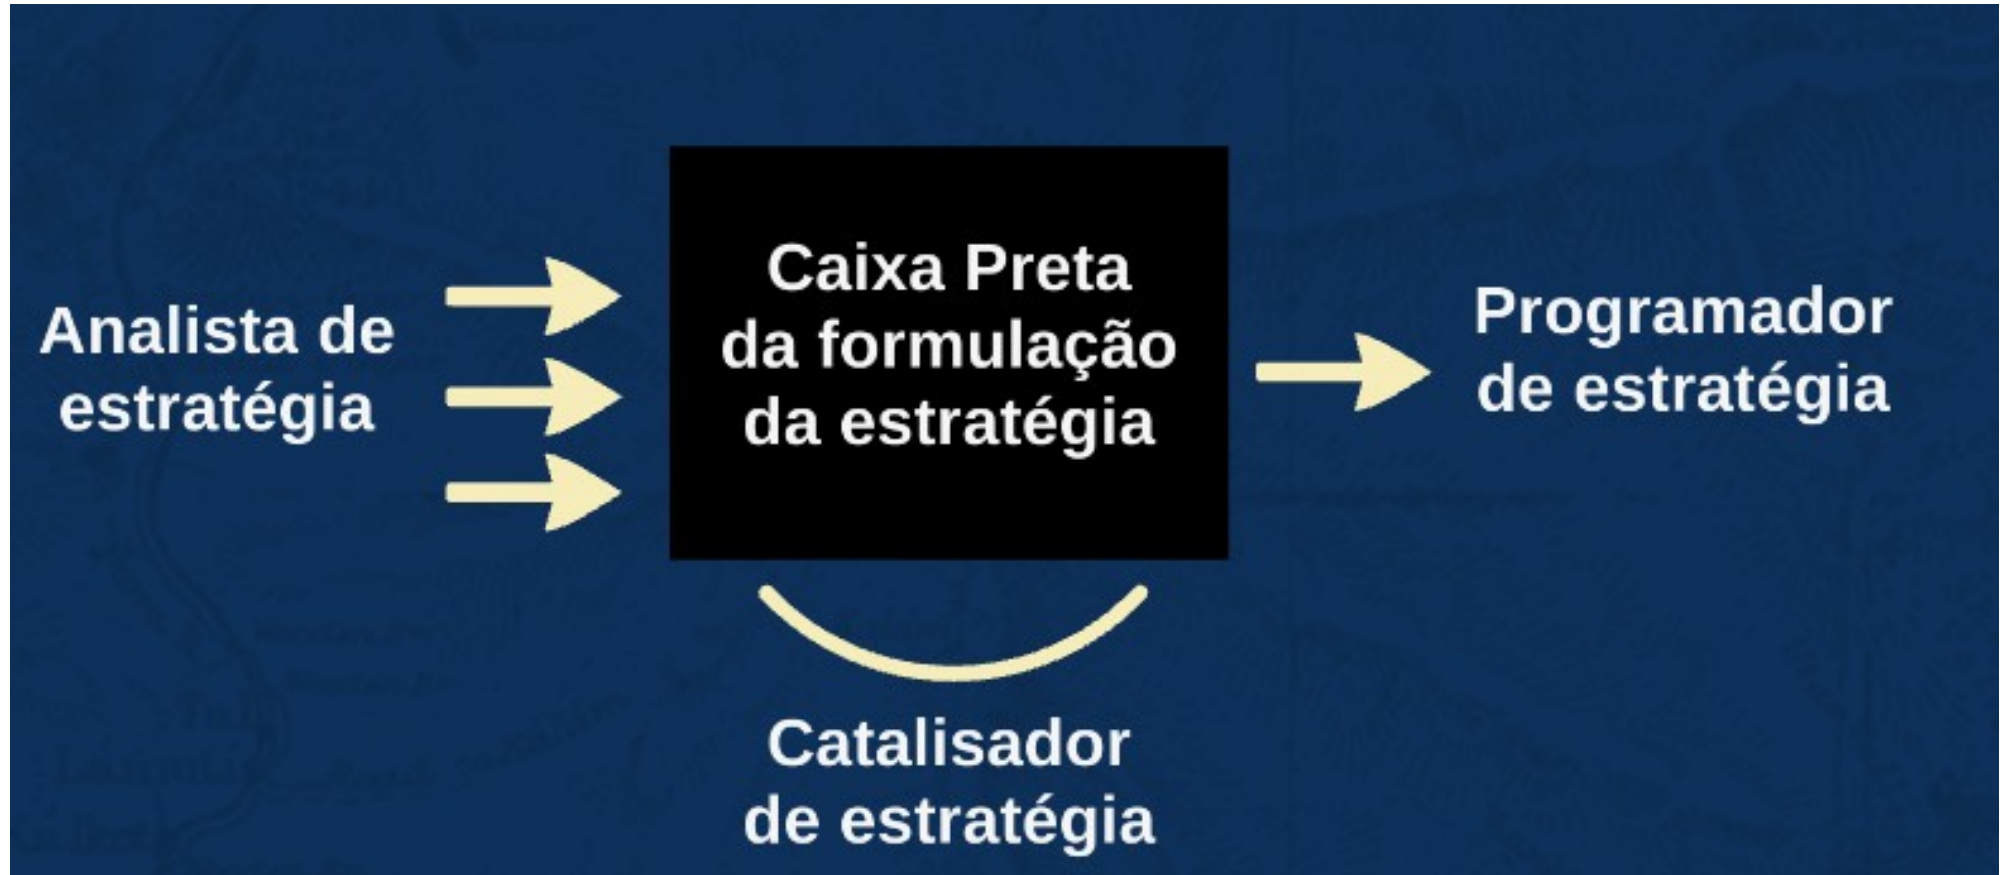 Analista de
estratégia
Caixa Preta
da formulação
da estratégia
Programador
de estratégia
Catalisador
de estratégia